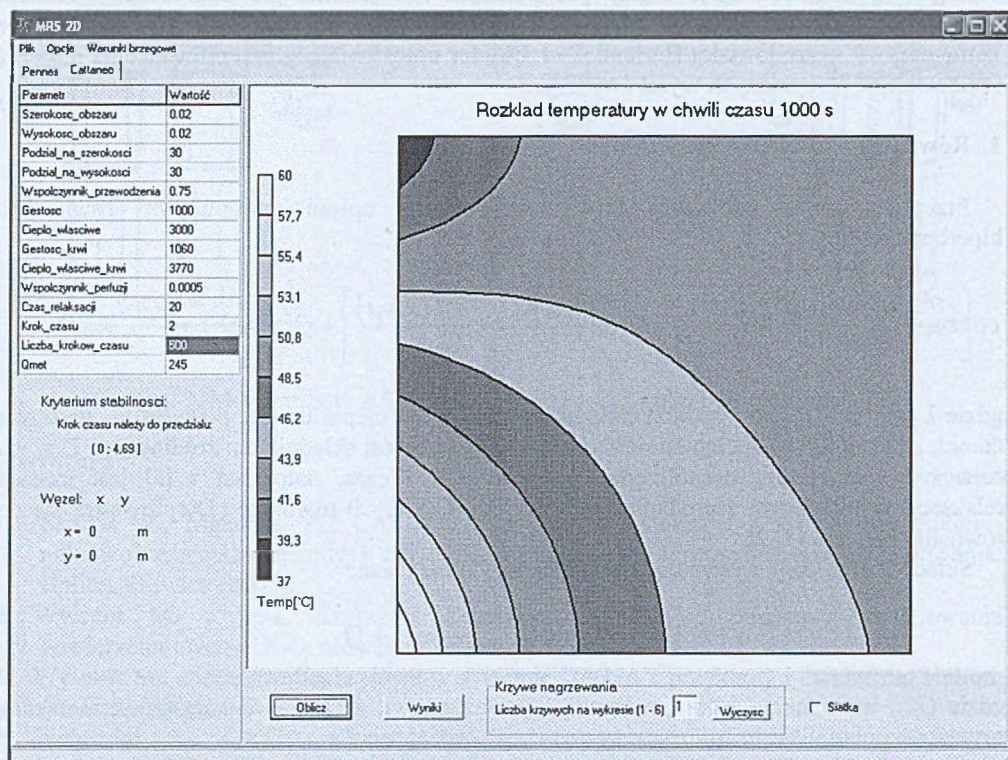 MRS 2D
Plik Opcje Warunki brzegowe
Pennes Cattaneo
Parametr Wartość
Szerokosc_obszaru 0.02
Wysokosc_obszaru 0.02
Podzial_na_szerokosci 30
Podzial_na_wysokosci 30
Wspolczynnik_przewodzenia 0.75
Gestosc 1000
Cieplo_wlasciwe 3000
Gestosc_krwi 1060
Cieplo_wlasciwe_krwi 3770
Wspolczynnik_perfuzji 0.0005
Czas_relaksacji 20
Krok_czasu 2
Liczba_krokow_czasu 500
Qmet 245
Kryterium stabilnosci:
Krok czasu należy do przedzialu:
[ 0 ; 4,69 ]
Węzel: x y
x = 0 m
y = 0 m
Rozklad temperatury w chwili czasu 1000 s
60
57,7
55,4
53,1
50,8
48,5
46,2
43,9
41,6
39,3
37
Temp[°C]
Oblicz
Wyniki
Krzywe nagrzewania
Liczba krzywych na wykresie (1 - 6) 1
Wyczysc
Siatka